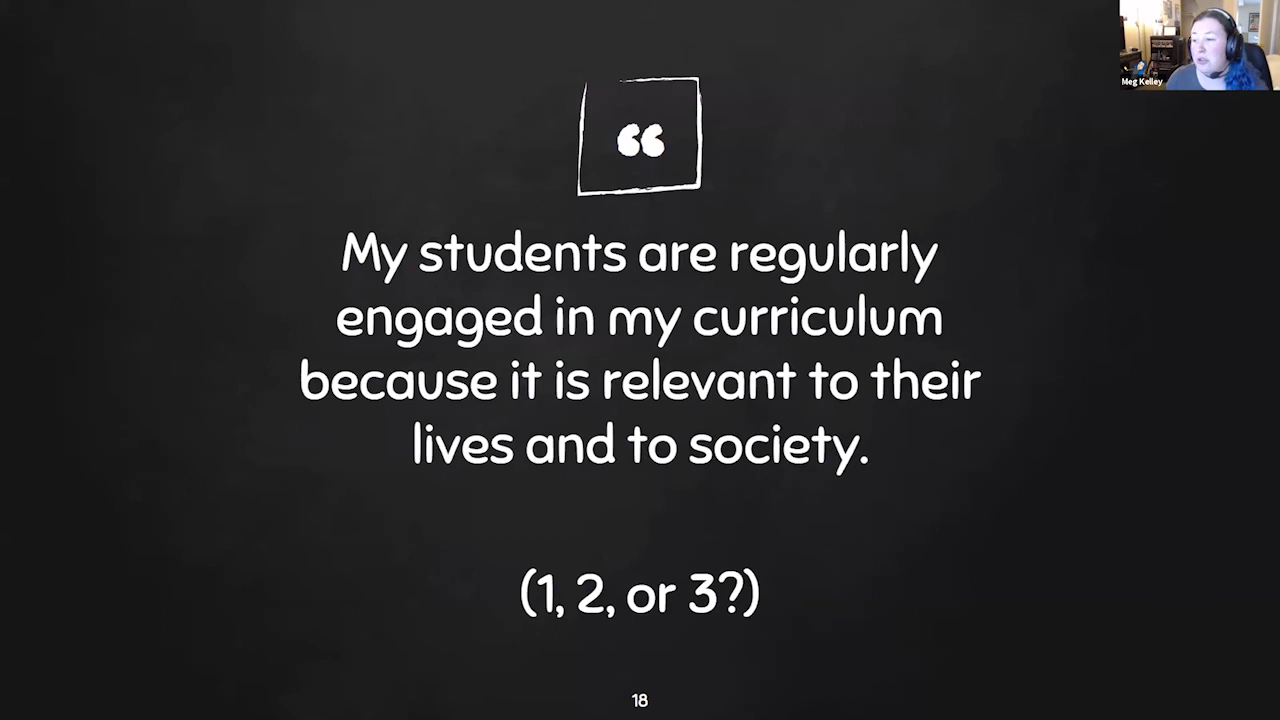 Meg Kelley
“
My students are regularly
engaged in my curriculum
because it is relevant to their
lives and to society.
(1, 2, or 3?)
18